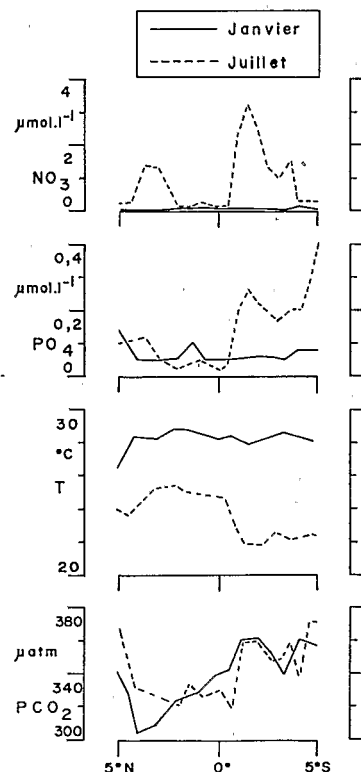 Janvier
Juillet
4
µmol.l⁻¹
2
NO3
0
0,4
µmol.l⁻¹
0,2
PO4
0
30
°C
T
20
380
µatm
340
PCO2
300
5°N 0° 5°S